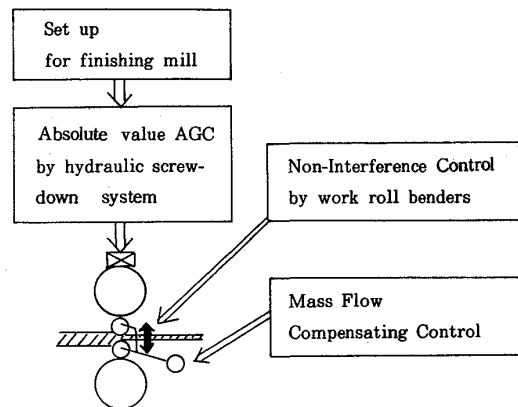 Set up
for finishing mill
Absolute value AGC
by hydraulic screw-
down system
Non-Interference Control
by work roll benders
Mass Flow
Compensating Control